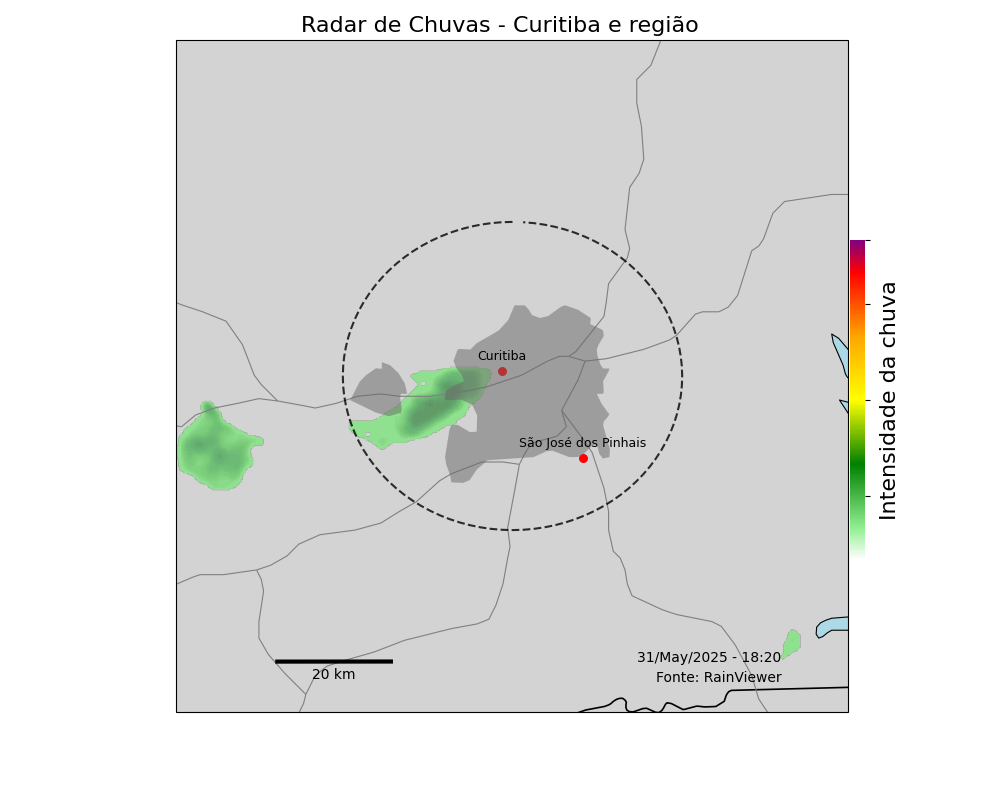 Radar de Chuvas - Curitiba e região
Curitiba
São José dos Pinhais
Intensidade da chuva
20 km
31/May/2025 - 18:20
Fonte: RainViewer